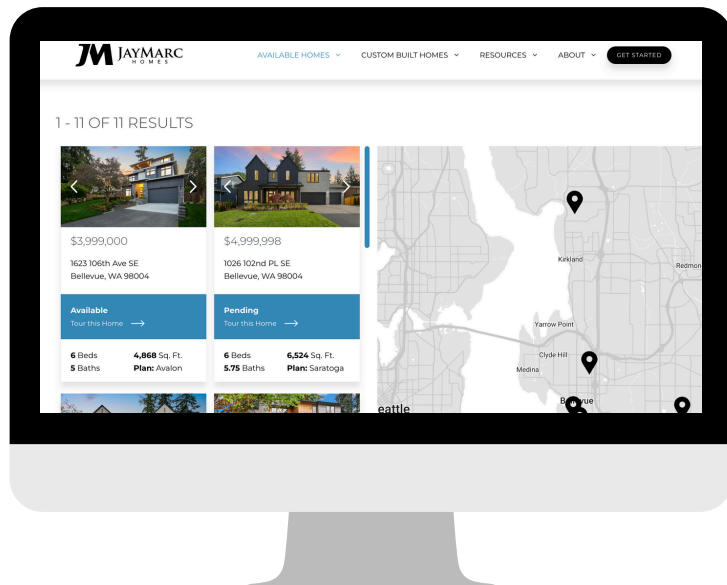 JM JAYMARC
HOMES
AVAILABLE HOMES
CUSTOM BUILT HOMES
RESOURCES
ABOUT
GET STARTED
1 - 11 OF 11 RESULTS
$3,999,000
1623 106th Ave SE
Bellevue, WA 98004
Available
Tour this Home
6 Beds 4,868 Sq. Ft.
5 Baths Plan: Avalon
$4,999,998
1026 102nd PL SE
Bellevue, WA 98004
Pending
Tour this Home
6 Beds 6,524 Sq. Ft.
5.75 Baths Plan: Saratoga
Kirkland
Redmon
Yarrow Point
Clyde Hill
Medina
eattle